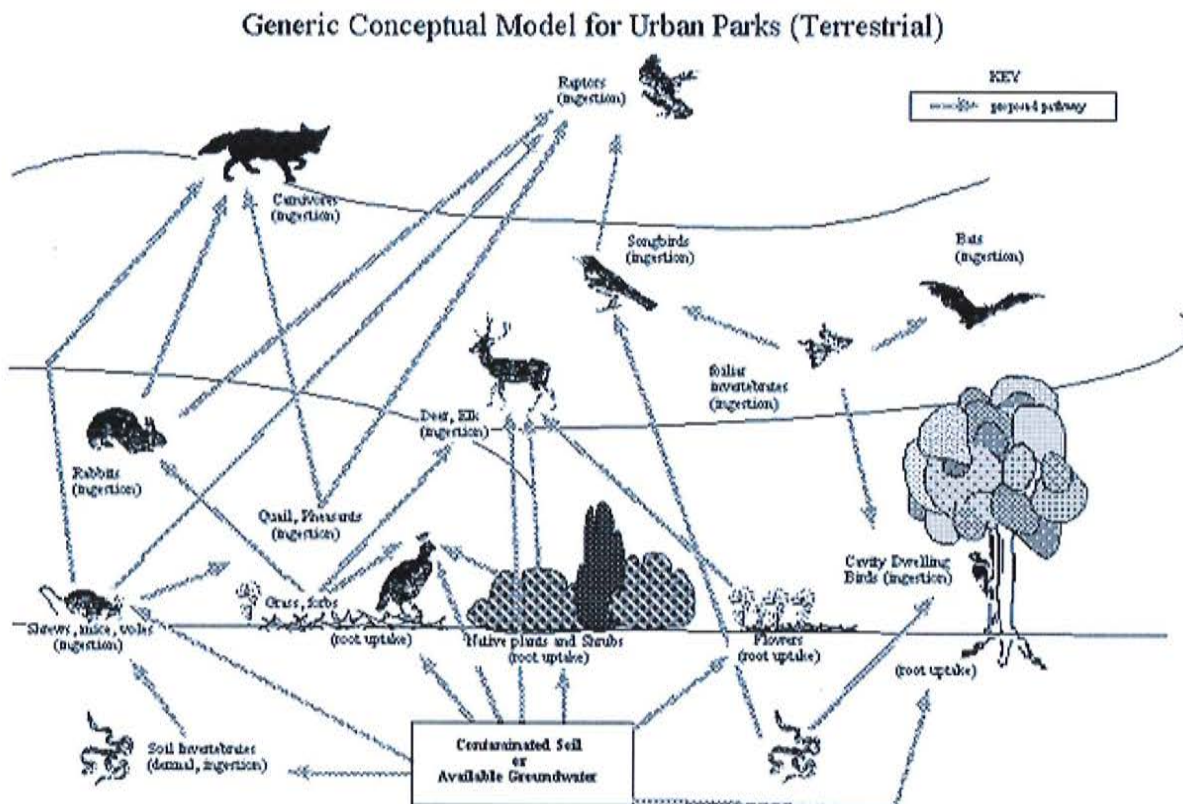 Generic Conceptual Model for Urban Parks (Terrestrial)
Raptors
(ingestion)
KEY
proposed pathway
Carnivores
(ingestion)
Songbirds
(ingestion)
Bats
(ingestion)
foliar
invertebrates
(ingestion)
Deer, Elk
(ingestion)
Rabbits
(ingestion)
Quail, Pheasants
(ingestion)
Cavity Dwelling
Birds (ingestion)
Grass, forbs
(root uptake)
Shrews, mice, voles
(ingestion)
Native plants and Shrubs
(root uptake)
Flowers
(root uptake)
(root uptake)
Soil Invertebrates
(dermal, ingestion)
Contaminated Soil
or
Available Groundwater